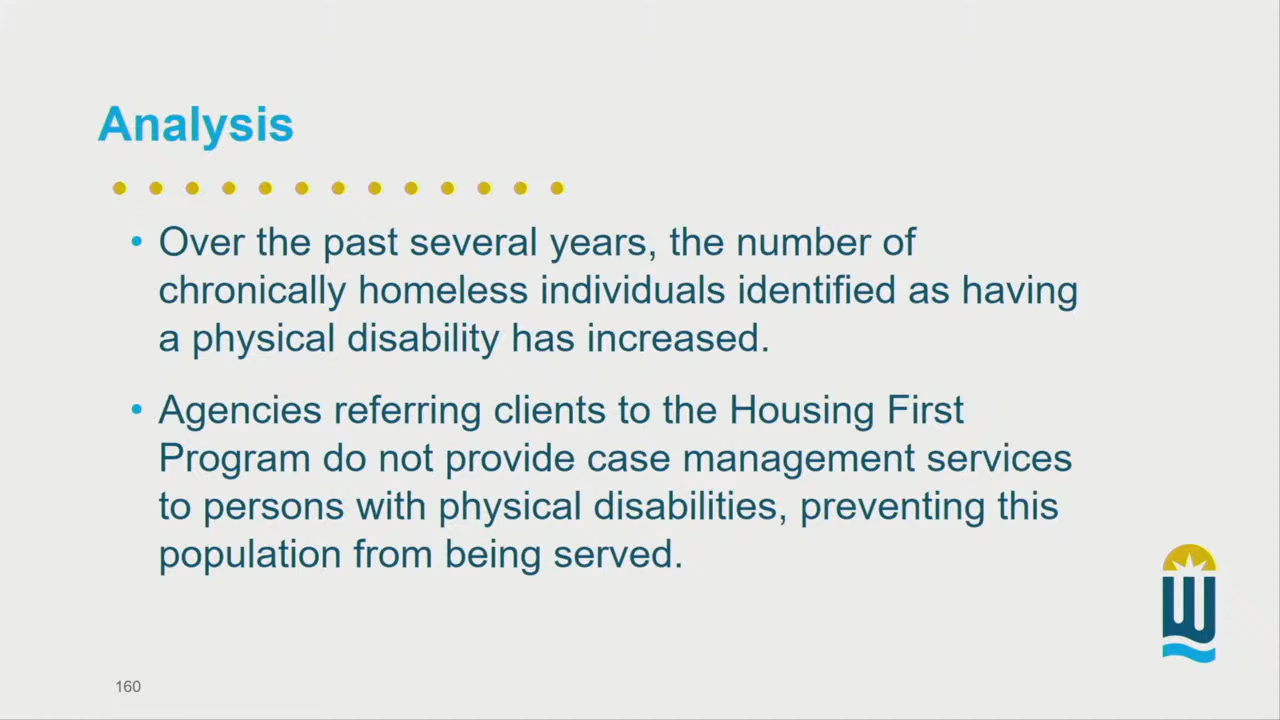 Analysis
• Over the past several years, the number of
chronically homeless individuals identified as having
a physical disability has increased.
• Agencies referring clients to the Housing First
Program do not provide case management services
to persons with physical disabilities, preventing this
population from being served.
W
160